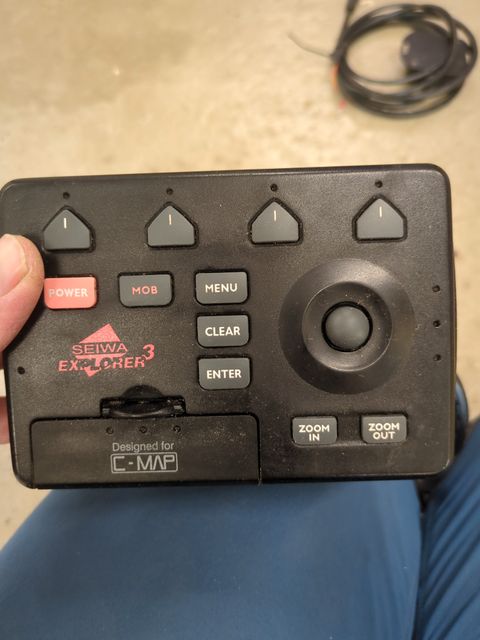 POWER
MOB
MENU
CLEAR
ENTER
SEIWA
EXPLORER3
ZOOM
IN
ZOOM
OUT
Designed for
C-MAP